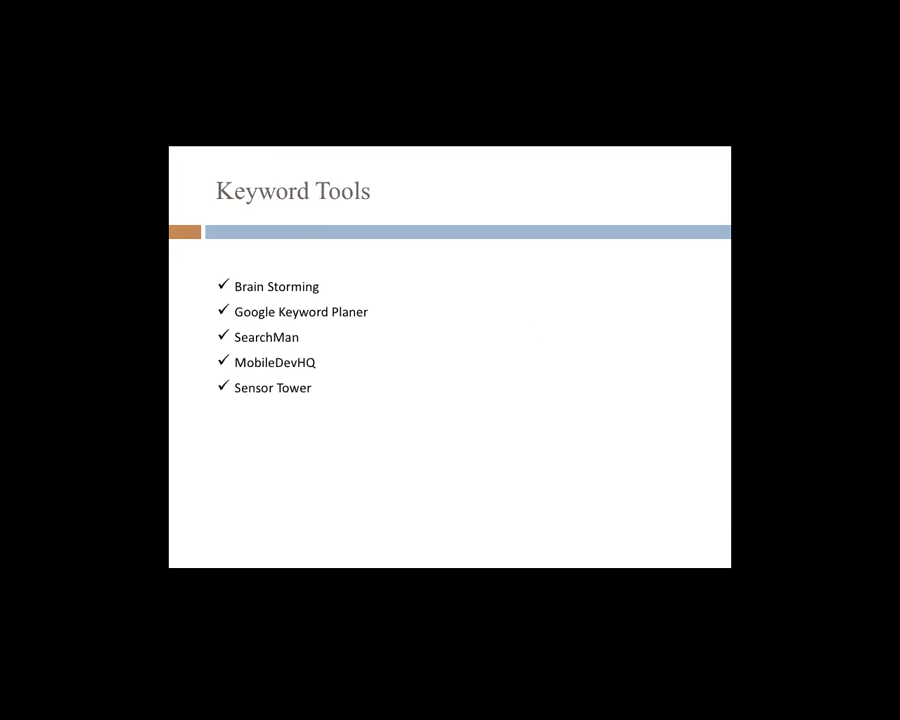 Keyword Tools
✓ Brain Storming
✓ Google Keyword Planer
✓ SearchMan
✓ MobileDevHQ
✓ Sensor Tower